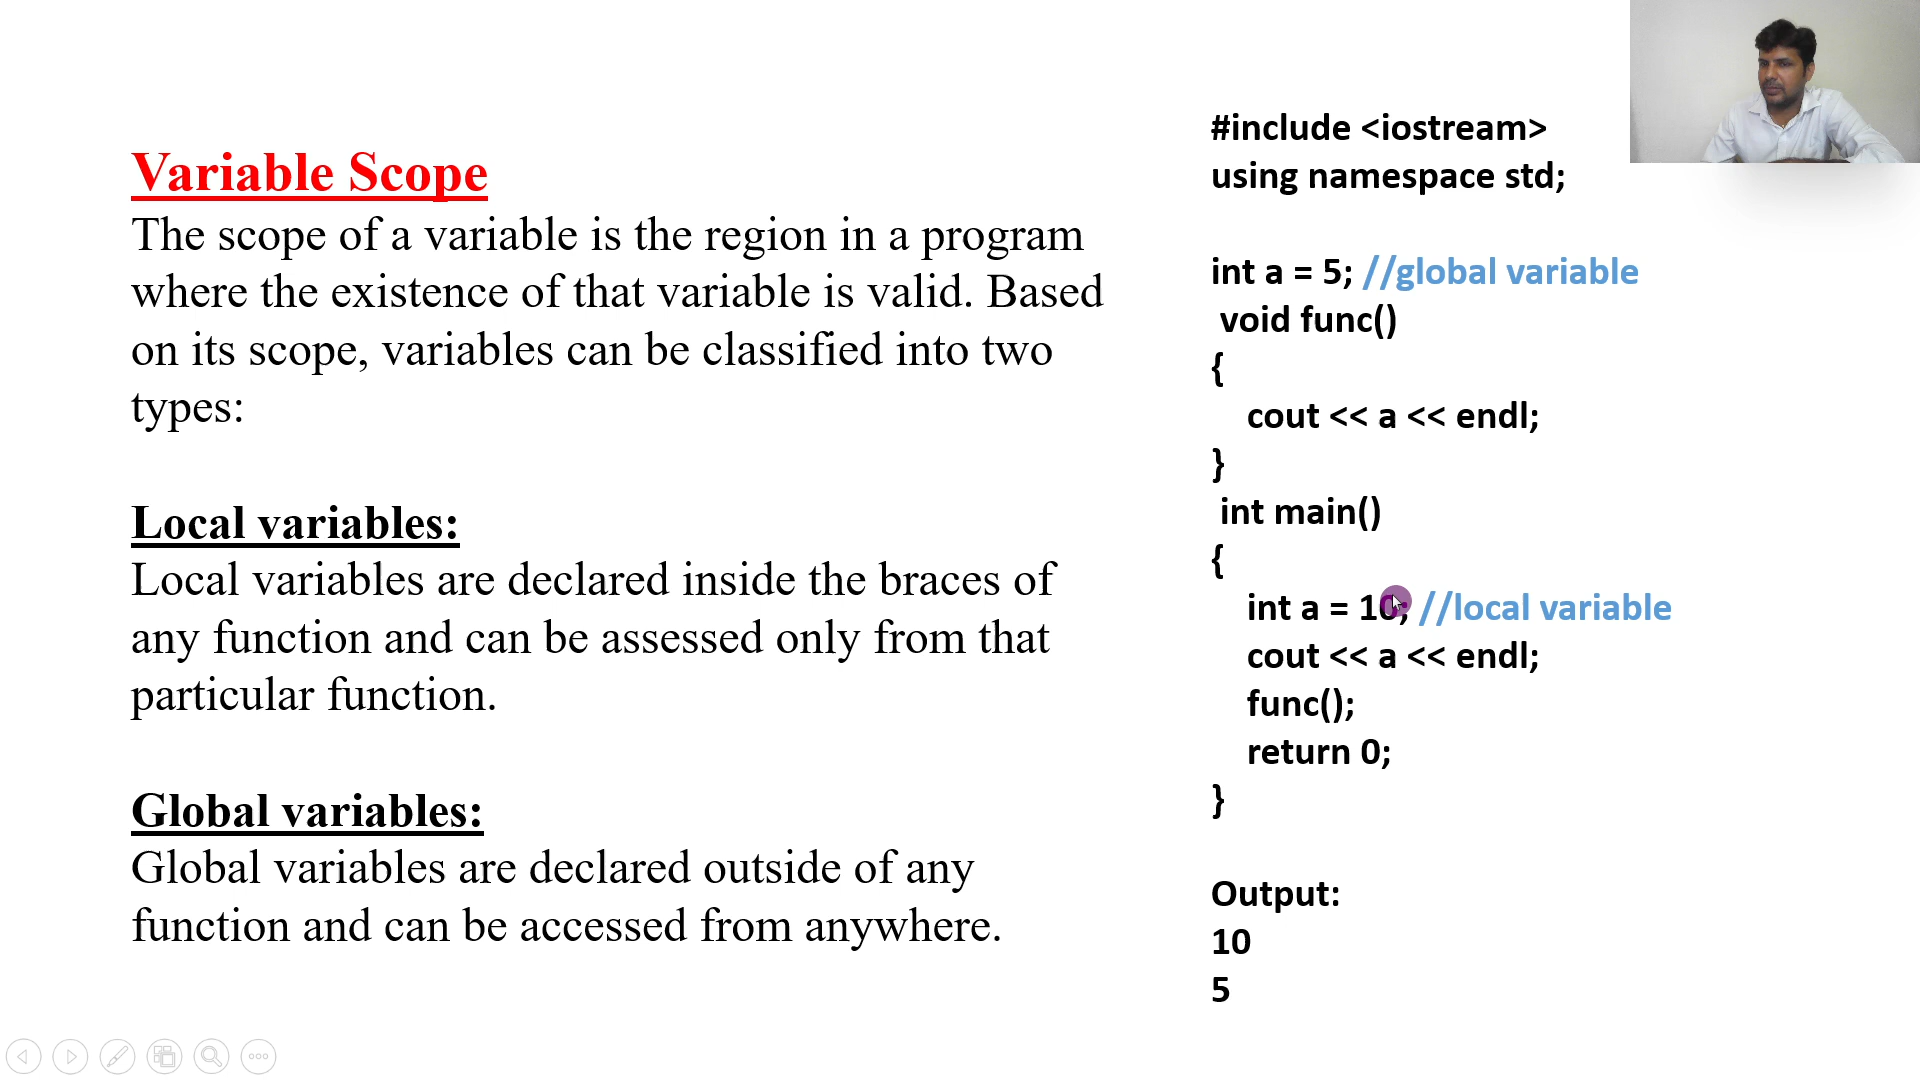 Variable Scope
The scope of a variable is the region in a program
where the existence of that variable is valid. Based
on its scope, variables can be classified into two
types:
Local variables:
Local variables are declared inside the braces of
any function and can be assessed only from that
particular function.
Global variables:
Global variables are declared outside of any
function and can be accessed from anywhere.
#include <iostream>
using namespace std;
int a = 5; //global variable
void func()
{
cout << a << endl;
}
int main()
{
int a = 10; //local variable
cout << a << endl;
func();
return 0;
}
Output:
10
5